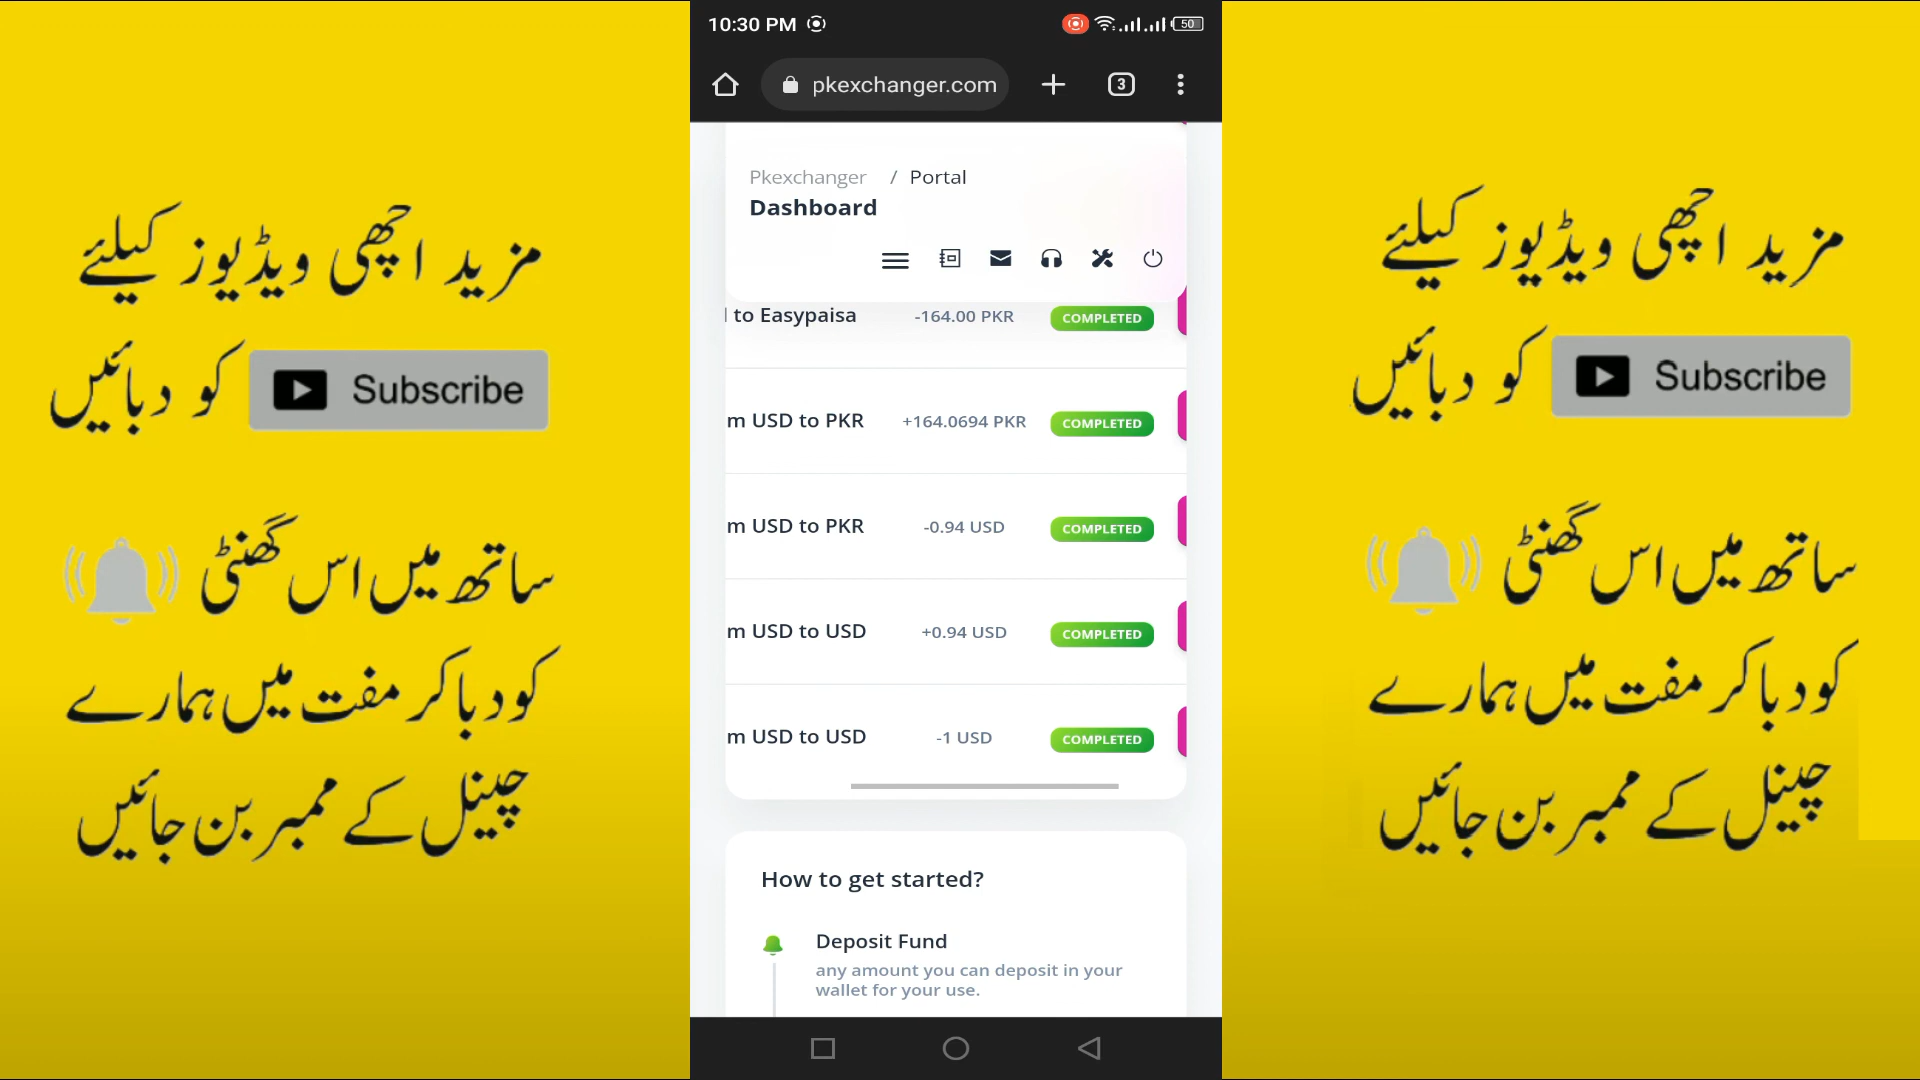 مزید اچھی ویڈیوز کیلئے
Subscribe کو دبائیں
ساتھ میں اس گھنٹی
کو دبا کر مفت میں ہمارے
چینل کے ممبر بن جائیں
10:30 PM
50
pkexchanger.com
3
Pkexchanger / Portal
Dashboard
to Easypaisa -164.00 PKR COMPLETED
m USD to PKR +164.0694 PKR COMPLETED
m USD to PKR -0.94 USD COMPLETED
m USD to USD +0.94 USD COMPLETED
m USD to USD -1 USD COMPLETED
How to get started?
Deposit Fund
any amount you can deposit in your
wallet for your use.
مزید اچھی ویڈیوز کیلئے
Subscribe کو دبائیں
ساتھ میں اس گھنٹی
کو دبا کر مفت میں ہمارے
چینل کے ممبر بن جائیں